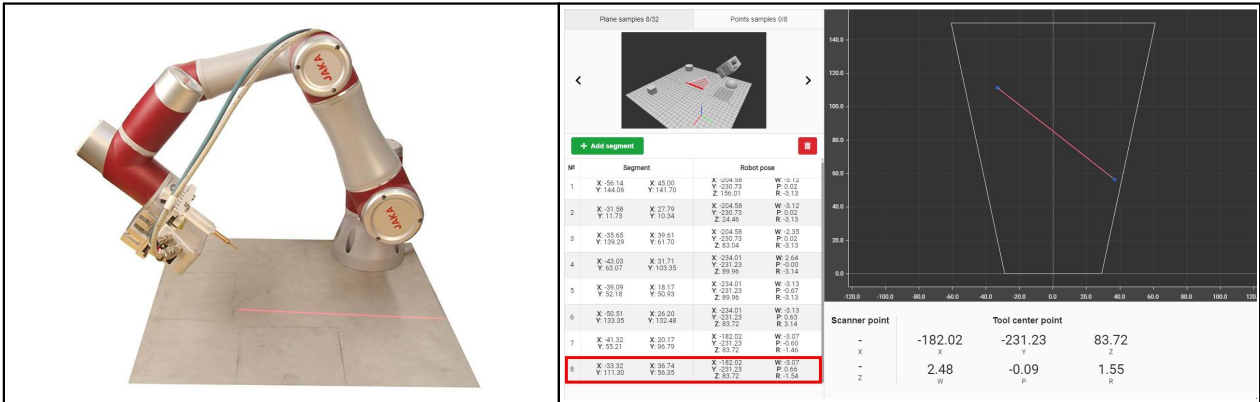 JAKA
JAKA
Plane samples 8/32
Points samples 0/8
+ Add segment
№ Segment Robot pose
1 X: -56.14 X: 45.00 X: -204.58 W: -3.12
Y: 144.06 Y: 141.70 Y: -230.73 P: 0.02
Z: 156.01 R: -3.13
2 X: -31.58 X: 27.79 X: -204.58 W: -3.12
Y: 11.73 Y: 10.34 Y: -230.73 P: 0.02
Z: 24.46 R: -3.13
3 X: -35.65 X: 39.61 X: -204.58 W: -2.35
Y: 139.29 Y: 61.70 Y: -230.73 P: 0.02
Z: 83.04 R: -3.13
4 X: -43.03 X: 31.71 X: -234.01 W: 2.64
Y: 63.07 Y: 103.35 Y: -231.23 P: -0.00
Z: 89.96 R: -3.14
5 X: -39.09 X: 18.17 X: -234.01 W: -3.13
Y: 52.18 Y: 50.93 Y: -231.23 P: -0.67
Z: 89.96 R: -3.13
6 X: -50.51 X: 26.20 X: -234.01 W: -3.13
Y: 133.35 Y: 132.48 Y: -231.23 P: 0.63
Z: 83.72 R: 3.14
7 X: -41.32 X: 20.17 X: -182.02 W: -3.07
Y: 55.21 Y: 96.79 Y: -231.23 P: -0.60
Z: 83.72 R: -1.46
8 X: -33.32 X: 36.74 X: -182.02 W: -3.07
Y: 111.30 Y: 56.35 Y: -231.23 P: 0.66
Z: 83.72 R: -1.54
140.0
120.0
100.0
80.0
60.0
40.0
20.0
0.0
-120.0 -100.0 -80.0 -60.0 -40.0 -20.0 0.0 20.0 40.0 60.0 80.0 100.0 120.
Scanner point Tool center point
- -182.02 -231.23 83.72
X X Y Z
- 2.48 -0.09 1.55
Z W P R